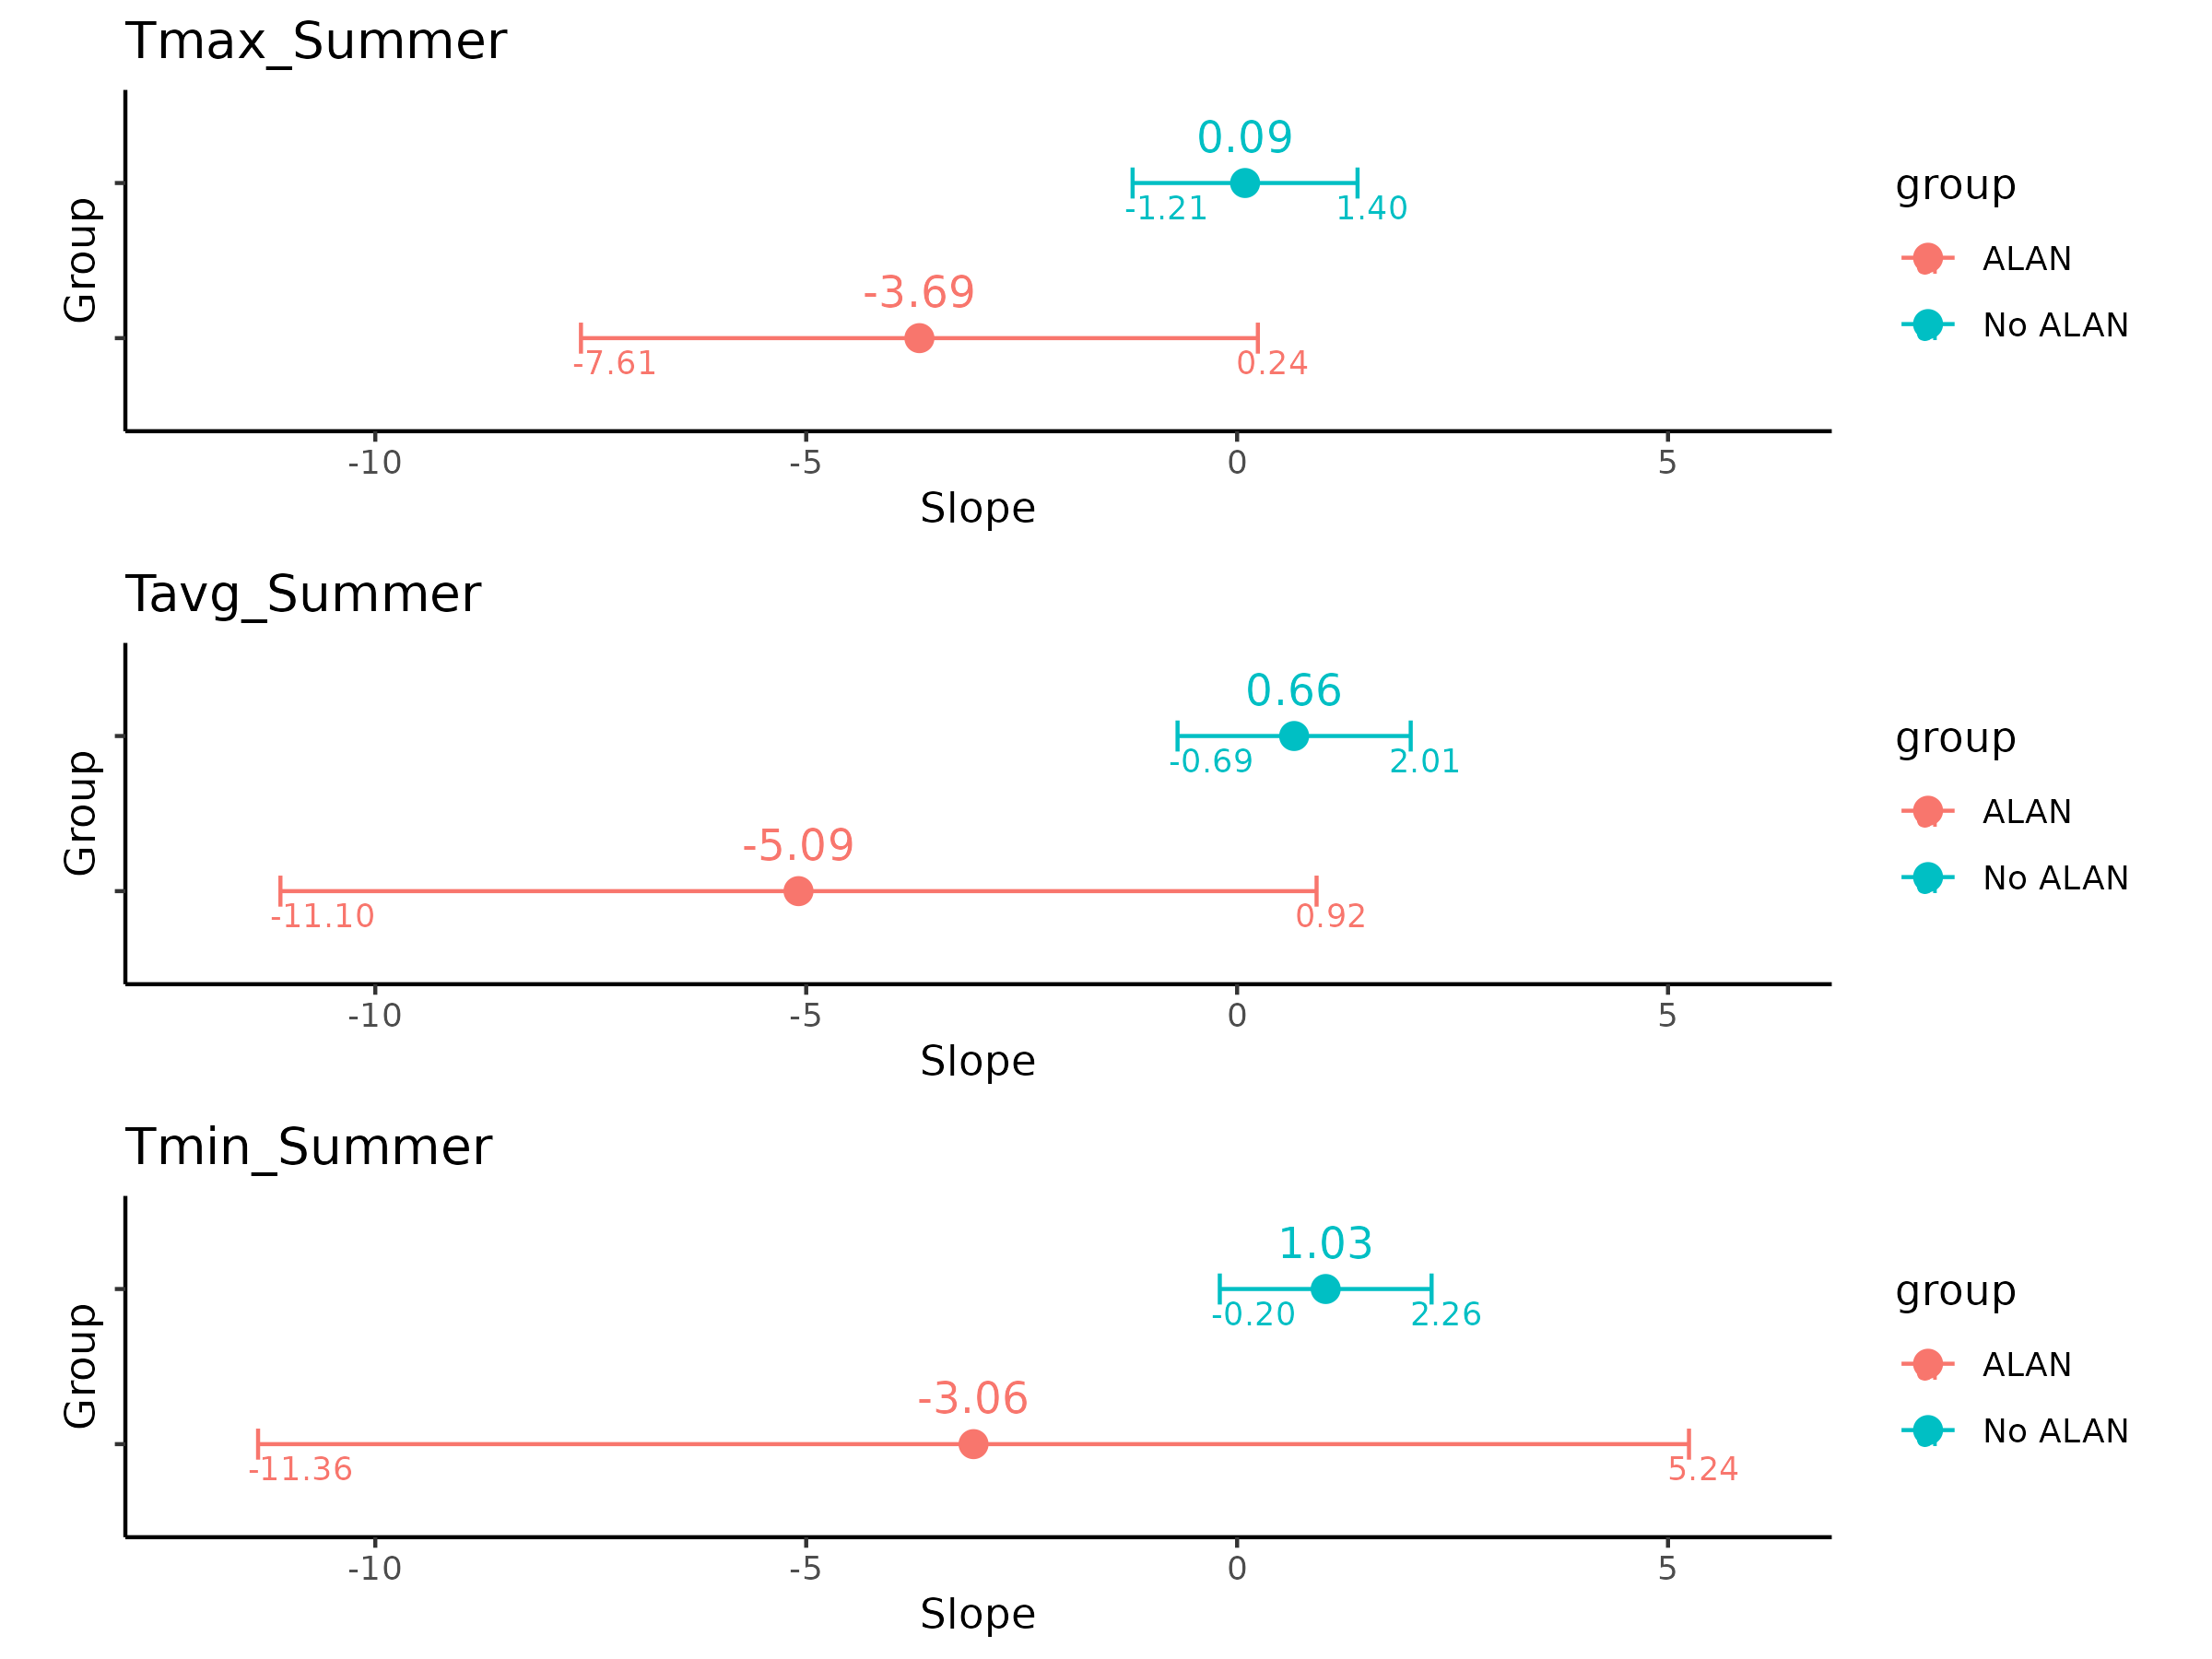 Tmax_Summer
0.09
-1.21 1.40
-3.69
-7.61 0.24
Group
-10 -5 0 5
Slope
group
ALAN
No ALAN
Tavg_Summer
0.66
-0.69 2.01
-5.09
-11.10 0.92
Group
-10 -5 0 5
Slope
group
ALAN
No ALAN
Tmin_Summer
1.03
-0.20 2.26
-3.06
-11.36 5.24
Group
-10 -5 0 5
Slope
group
ALAN
No ALAN